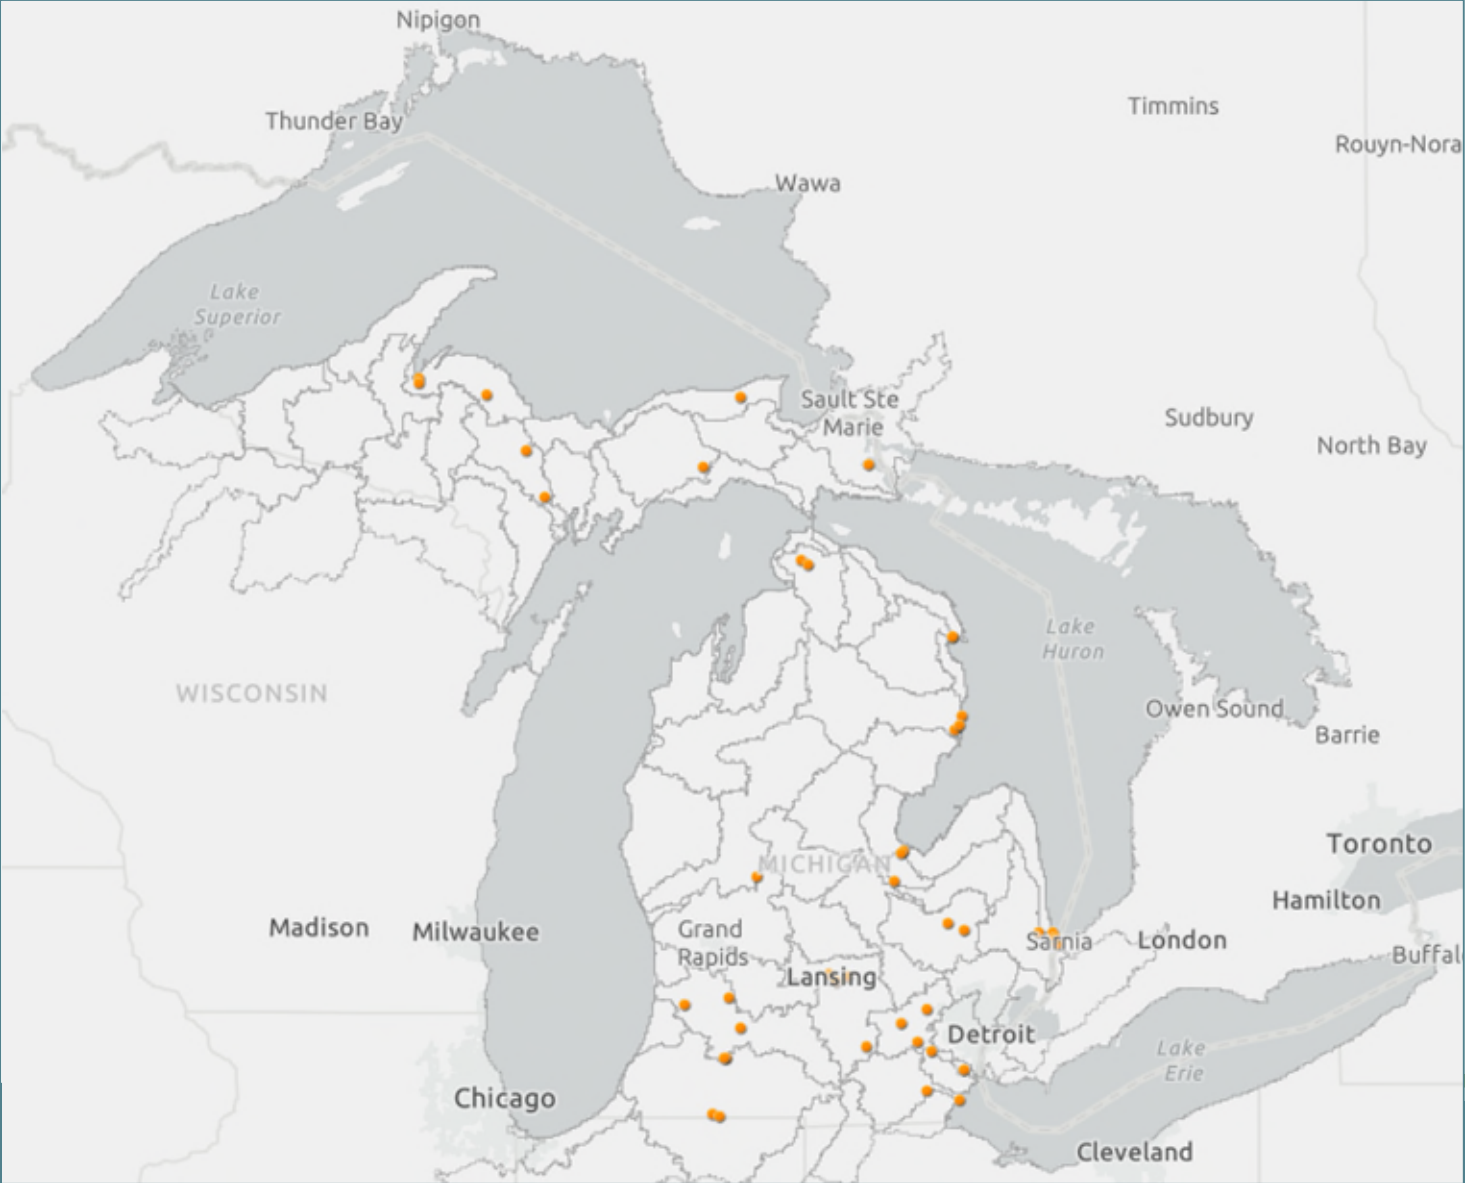 Nipigon
Timmins
Thunder Bay
Rouyn-Nora
Wawa
Lake
Superior
Sault Ste
Marie
Sudbury
North Bay
Lake
Huron
WISCONSIN
Owen Sound
Barrie
Toronto
MICHIGAN
Hamilton
Madison
Milwaukee
Grand
Rapids
Sarnia
London
Buffal
Lansing
Detroit
Lake
Erie
Chicago
Cleveland